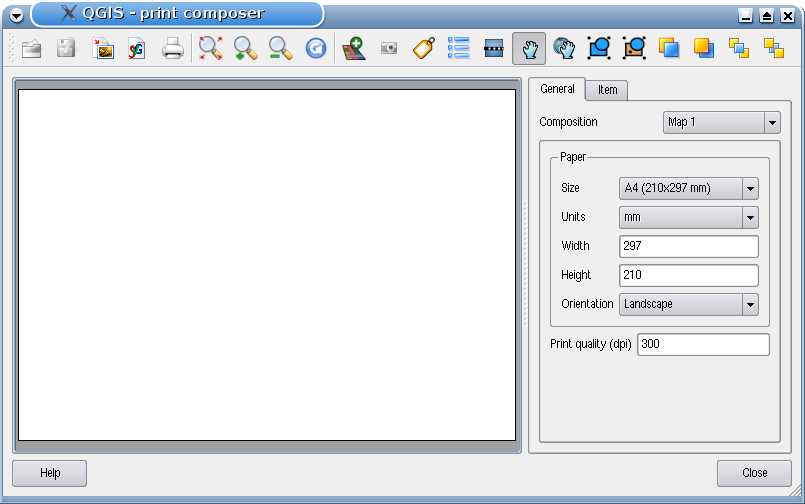 QGIS - print composer
General
Item
Composition
Map 1
Paper
Size
A4 (210x297 mm)
Units
mm
Width
297
Height
210
Orientation
Landscape
Print quality (dpi)
300
Help
Close